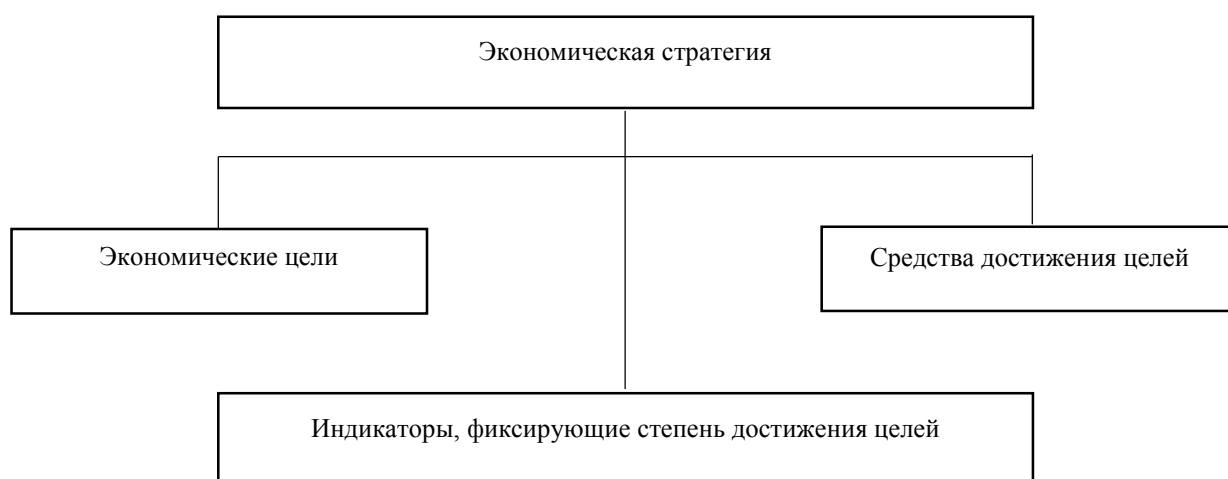 Экономическая стратегия
Экономические цели
Средства достижения целей
Индикаторы, фиксирующие степень достижения целей